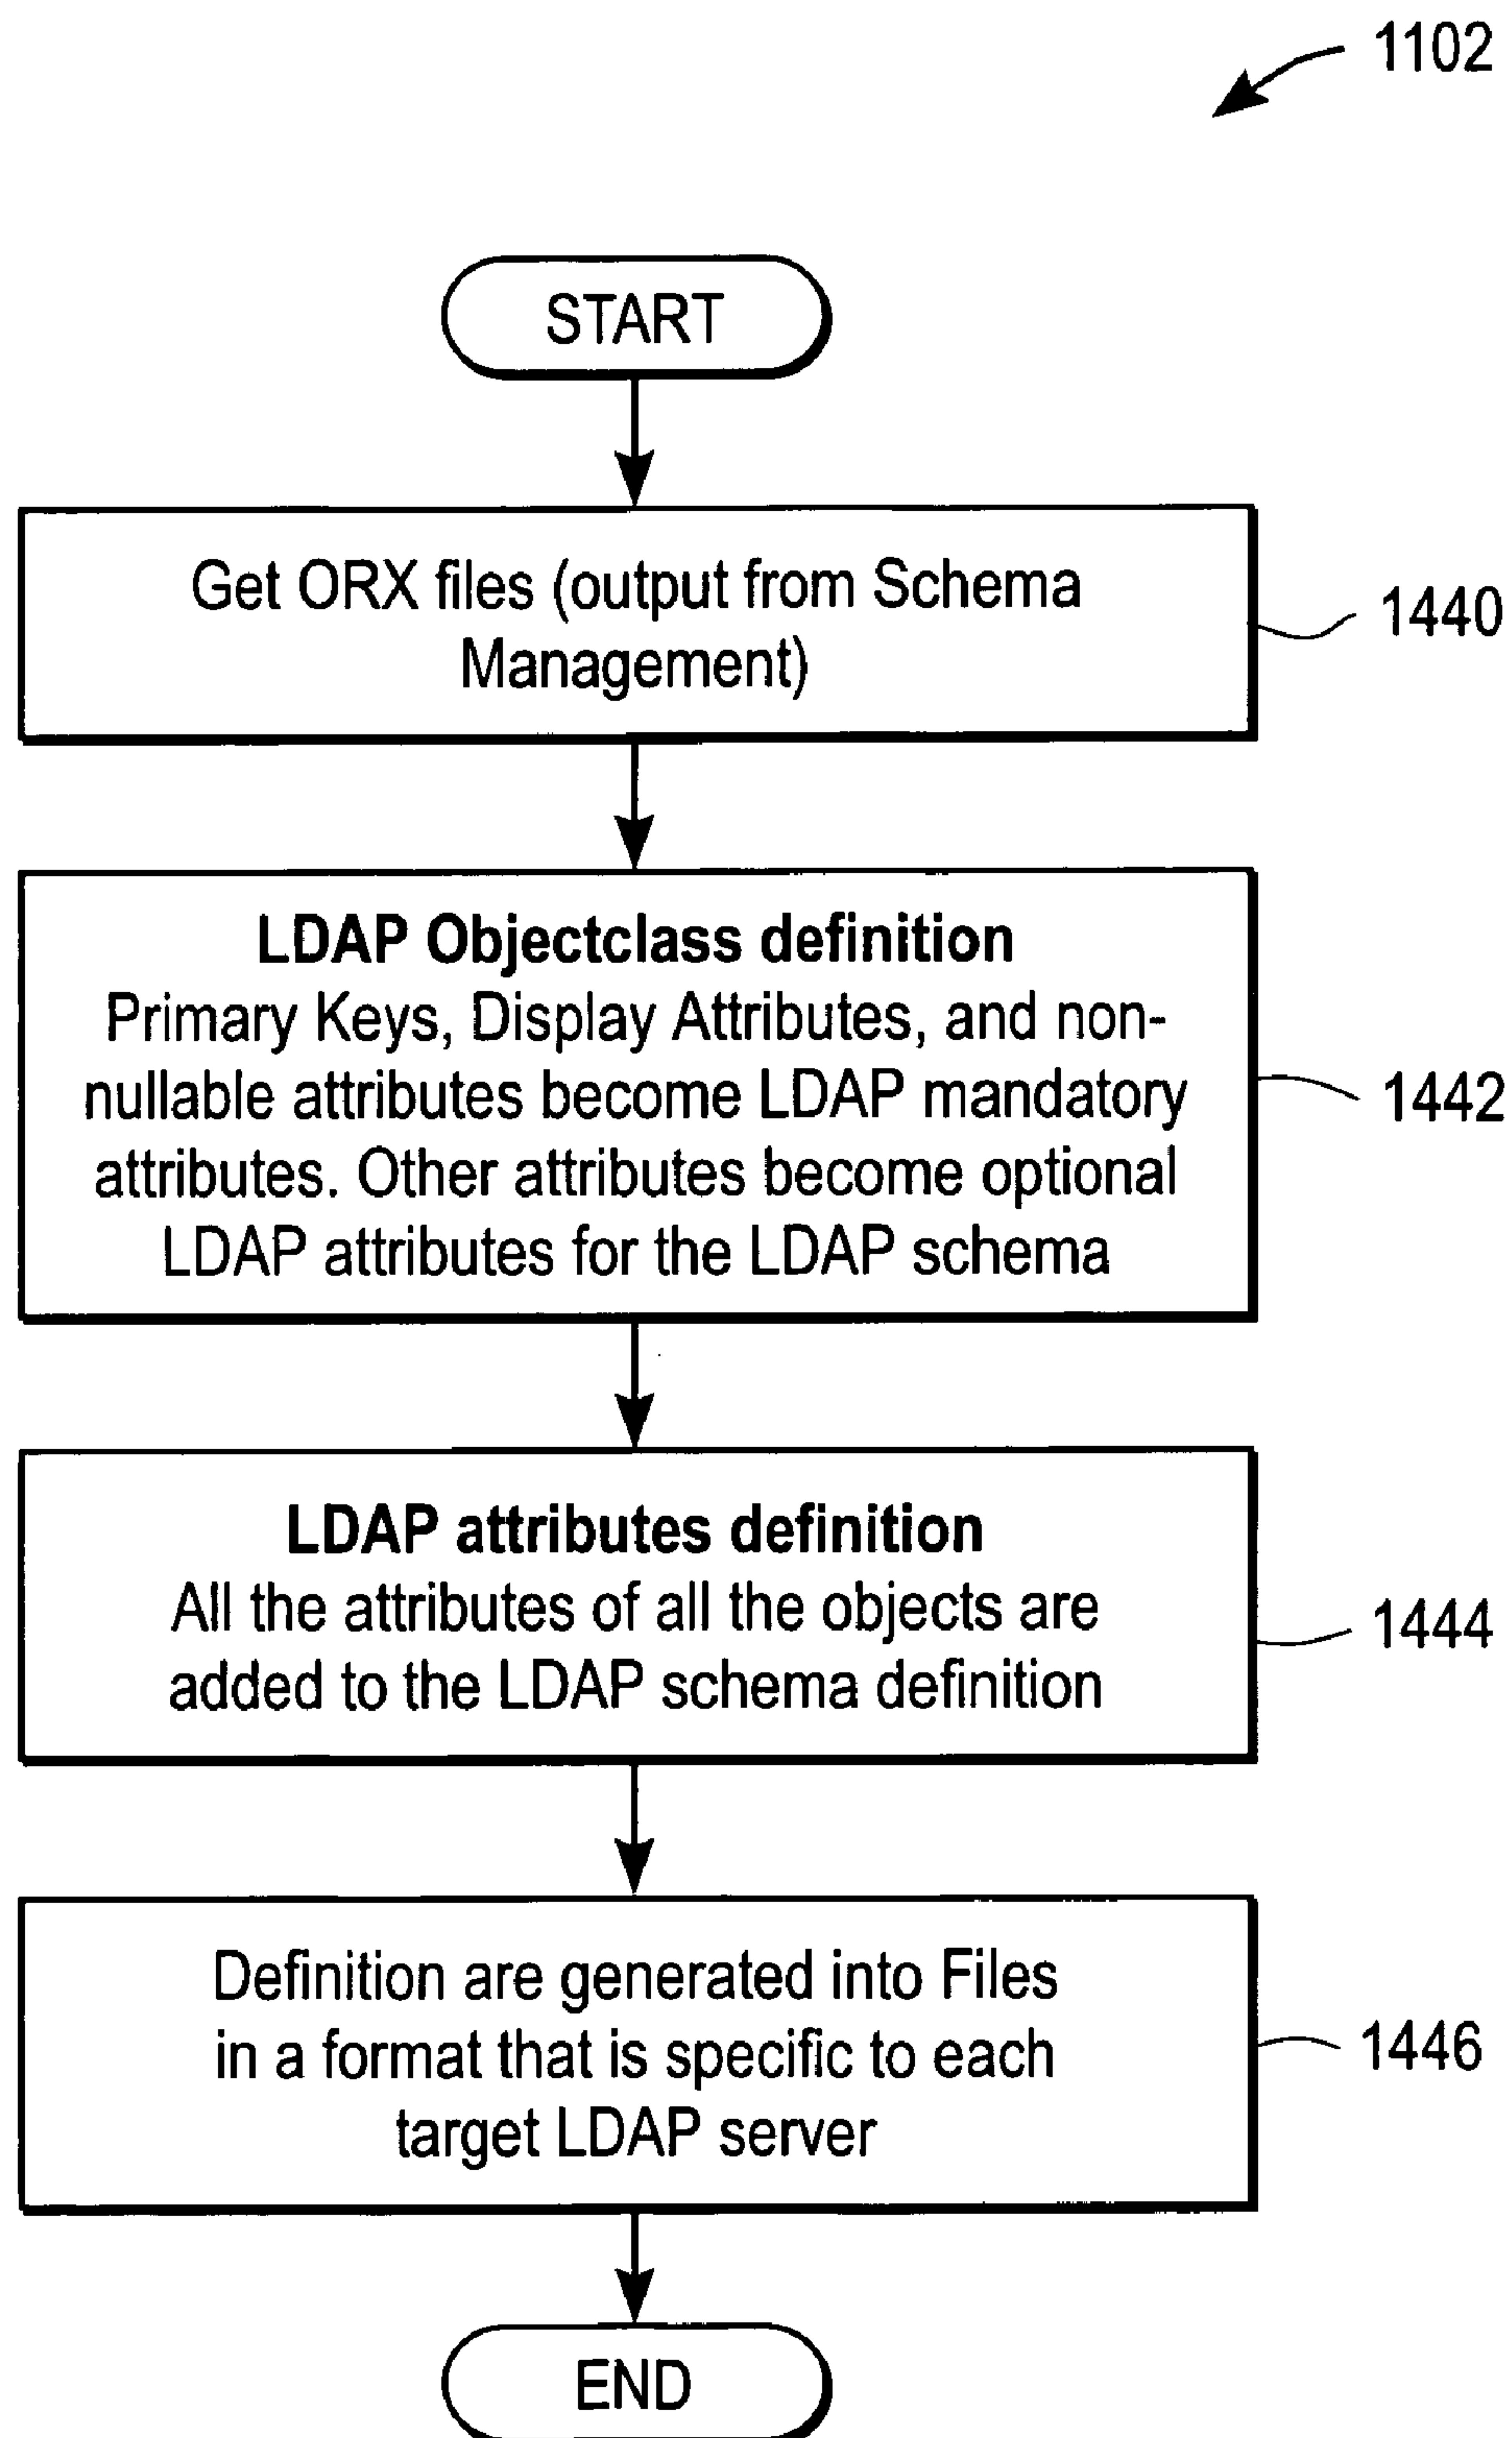 1102
START
Get ORX files (output from Schema
Management)
1440
LDAP Objectclass definition
Primary Keys, Display Attributes, and non-
nullable attributes become LDAP mandatory
attributes. Other attributes become optional
LDAP attributes for the LDAP schema
1442
LDAP attributes definition
All the attributes of all the objects are
added to the LDAP schema definition
1444
Definition are generated into Files
in a format that is specific to each
target LDAP server
1446
END